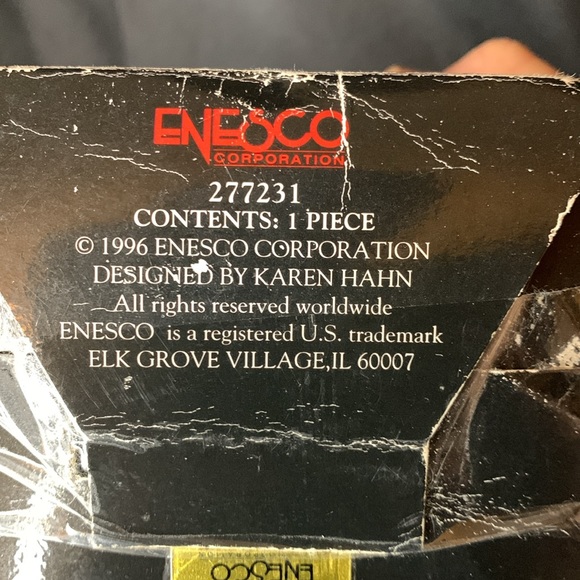 ENESCO
CORPORATION
277231
CONTENTS: 1 PIECE
© 1996 ENESCO CORPORATION
DESIGNED BY KAREN HAHN
All rights reserved worldwide
ENESCO is a registered U.S. trademark
ELK GROVE VILLAGE,IL 60007
ENESCO